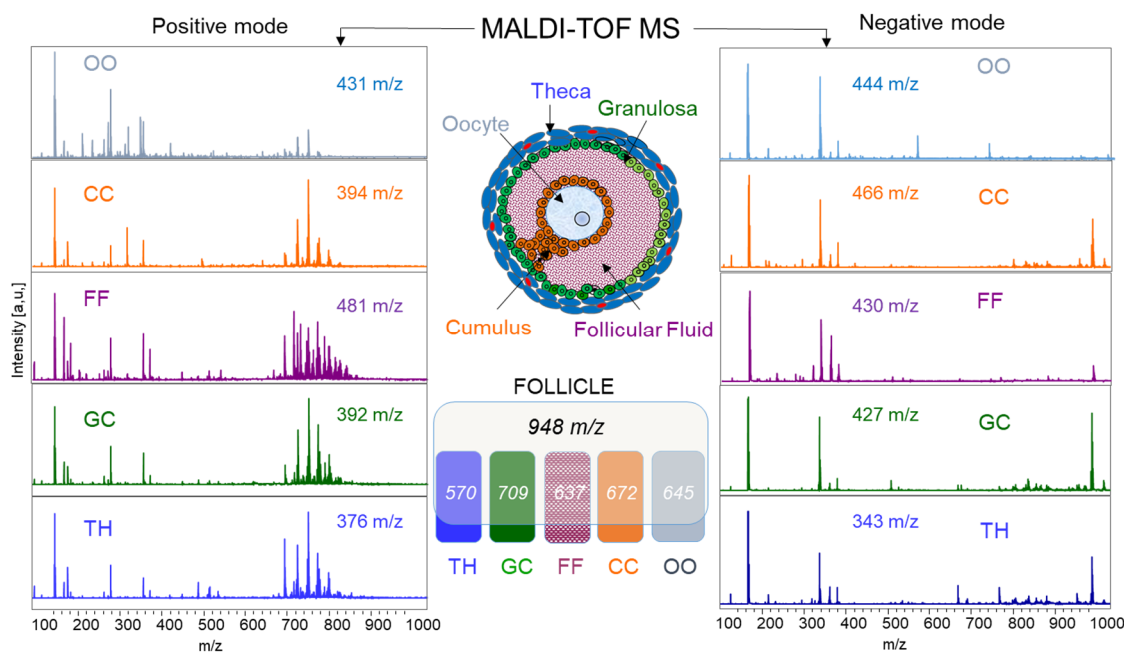 Positive mode
MALDI-TOF MS
Negative mode
OO
431 m/z
CC
394 m/z
FF
481 m/z
GC
392 m/z
TH
376 m/z
Intensity [a,u,]
100 200 300 400 500 600 700 800 900 1000
m/z
Theca
Granulosa
Oocyte
Cumulus
Follicular Fluid
FOLLICLE
948 m/z
570 709 637 672 645
TH GC FF CC OO
444 m/z
OO
466 m/z
CC
430 m/z
FF
427 m/z
GC
343 m/z
TH
100 200 300 400 500 600 700 800 900 1000
m/z